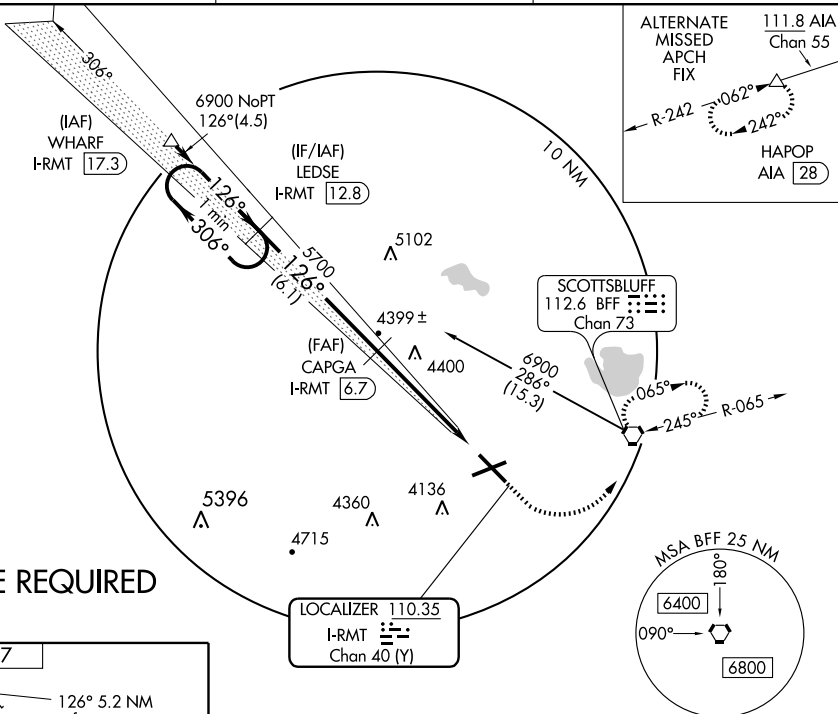 ALTERNATE
MISSED
APCH
FIX
111.8 AIA
Chan 55
R-242
062°
242°
HAPOP
AIA 28
306°
6900 NoPT
126°(4.5)
(IAF)
WHARF
I-RMT 17.3
(IF/IAF)
LEDSE
I-RMT 12.8
10 NM
126°
1 min
306°
5700
126°
(6.1)
5102
SCOTTSBLUFF
112.6 BFF
Chan 73
4399 ±
(FAF)
CAPGA
I-RMT 6.7
4400
6900
286°
(15.3)
065°
245°
R-065
5396
4360
4136
4715
MSA BFF 25 NM
180°
6400
090°
6800
E REQUIRED
LOCALIZER 110.35
I-RMT
Chan 40 (Y)
7
126° 5.2 NM